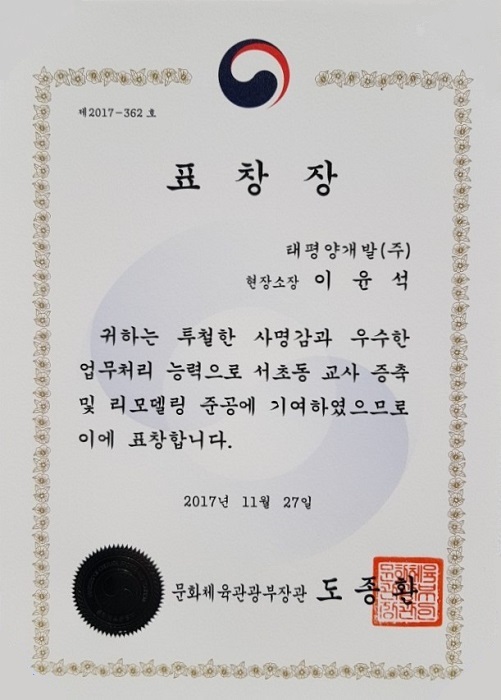 제2017-362 호
표 창 장
태평양개발(주)
현장소장 이 윤 석
귀하는 투철한 사명감과 우수한
업무처리 능력으로 서초동 교사 증축
및 리모델링 준공에 기여하였으므로
이에 표창합니다.
2017년 11월 27일
문화체육관광부장관 도 종 환